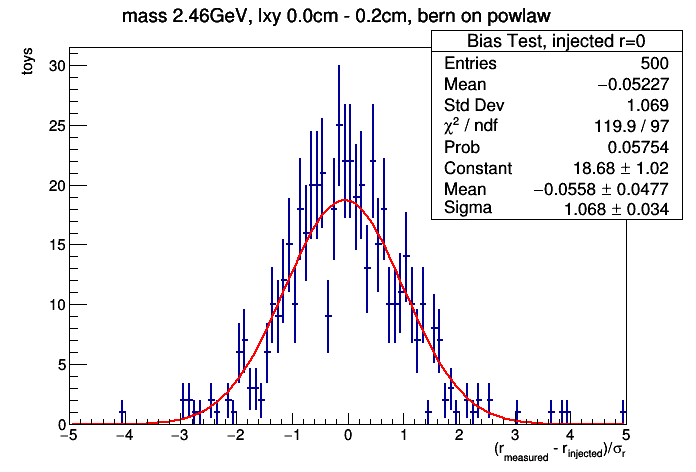 mass 2.46GeV, lxy 0.0cm - 0.2cm, bern on powlaw
Bias Test, injected r=0
Entries 500
Mean −0.05227
Std Dev 1.069
χ² / ndf 119.9 / 97
Prob 0.05754
Constant 18.68 ± 1.02
Mean −0.0558 ± 0.0477
Sigma 1.068 ± 0.034
toys
30
25
20
15
10
5
0
−5 −4 −3 −2 −1 0 1 2 3 4 5
(r_measured - r_injected)/σ_r